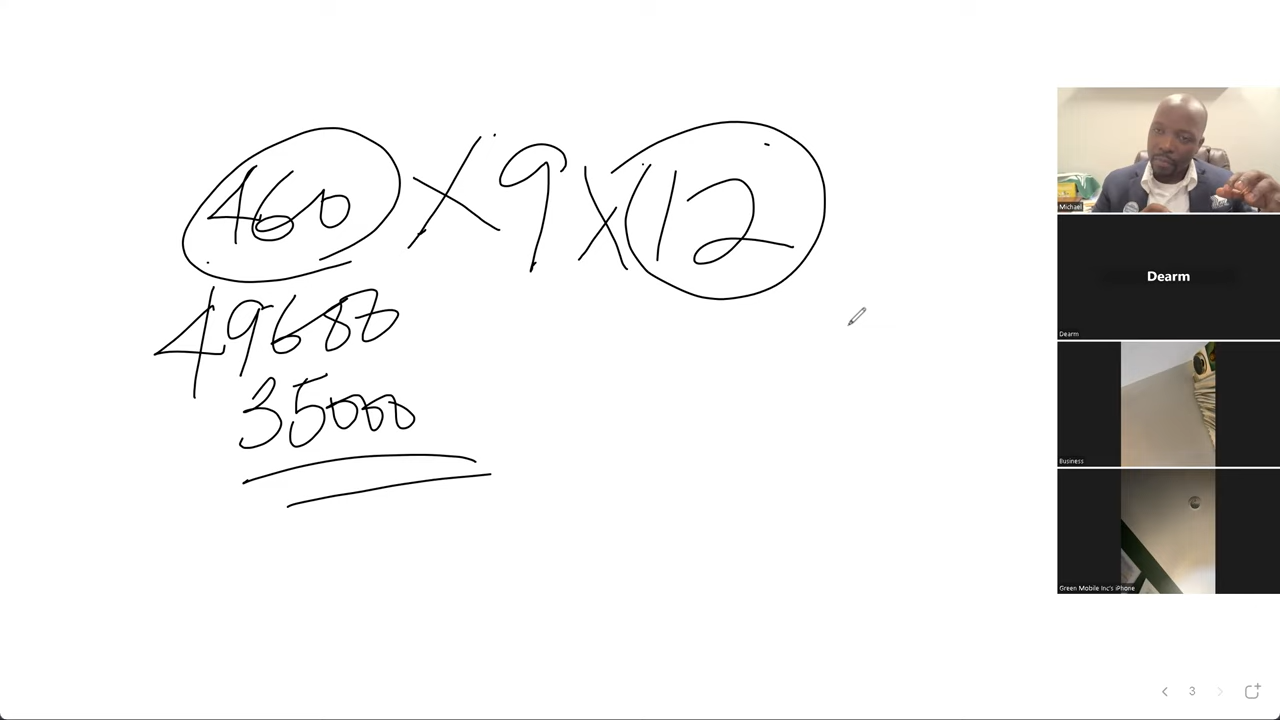 460 × 9 × 12
49680
35000
Michael
Dearm
Dearm
Business
Green Mobile Inc's iPhone
3